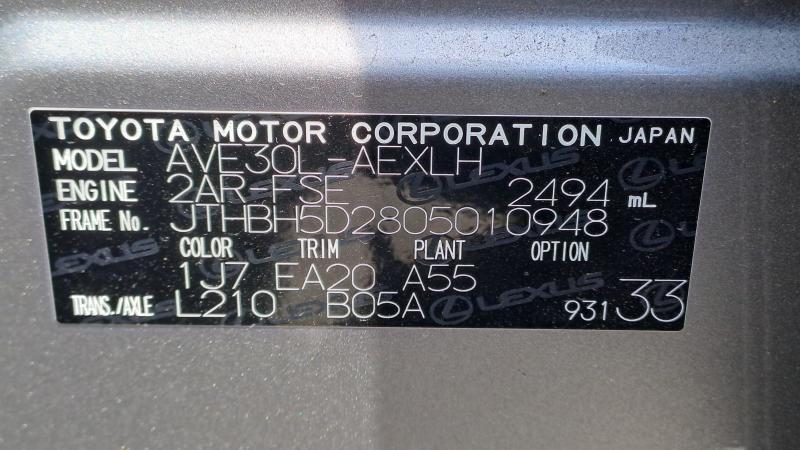 TOYOTA MOTOR CORPORATION JAPAN
MODEL AVE30L-AEXLH
ENGINE 2AR-FSE 2494 mL
FRAME No. JTHBH5D2805010948
COLOR TRIM PLANT OPTION
1J7 EA20 A55
TRANS./AXLE L210 B05A 931 33
LEXUS